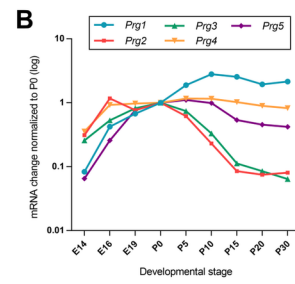 B
Prg1 Prg3 Prg5
Prg2 Prg4
mRNA change normalized to P0 (log)
10
1
0.1
0.01
E14 E16 E19 P0 P5 P10 P15 P20 P30
Developmental stage